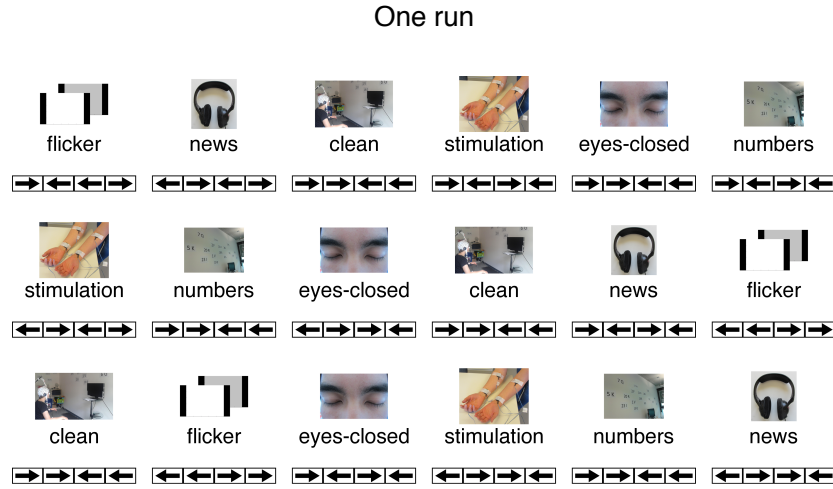 One run
flicker news clean stimulation eyes-closed numbers
stimulation numbers eyes-closed clean news flicker
clean flicker eyes-closed stimulation numbers news